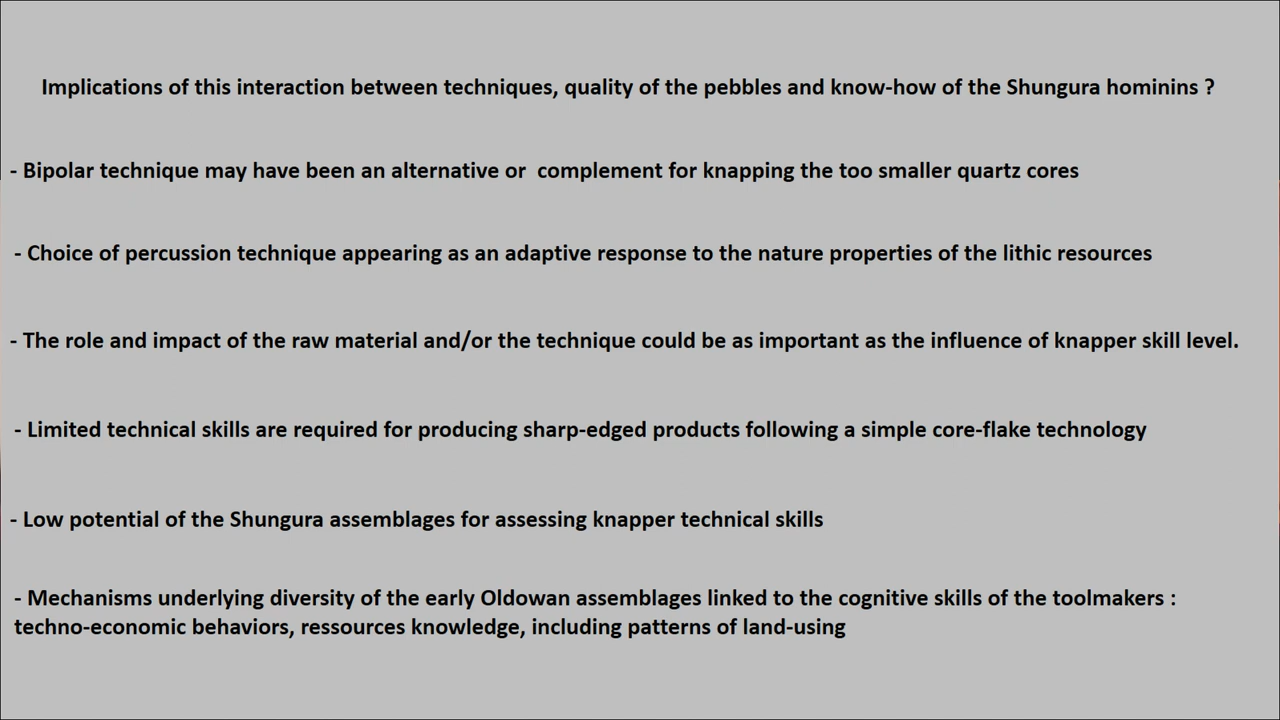 Implications of this interaction between techniques, quality of the pebbles and know-how of the Shungura hominins ?
- Bipolar technique may have been an alternative or  complement for knapping the too smaller quartz cores
- Choice of percussion technique appearing as an adaptive response to the nature properties of the lithic resources
- The role and impact of the raw material and/or the technique could be as important as the influence of knapper skill level.
- Limited technical skills are required for producing sharp-edged products following a simple core-flake technology
- Low potential of the Shungura assemblages for assessing knapper technical skills
- Mechanisms underlying diversity of the early Oldowan assemblages linked to the cognitive skills of the toolmakers :
techno-economic behaviors, ressources knowledge, including patterns of land-using